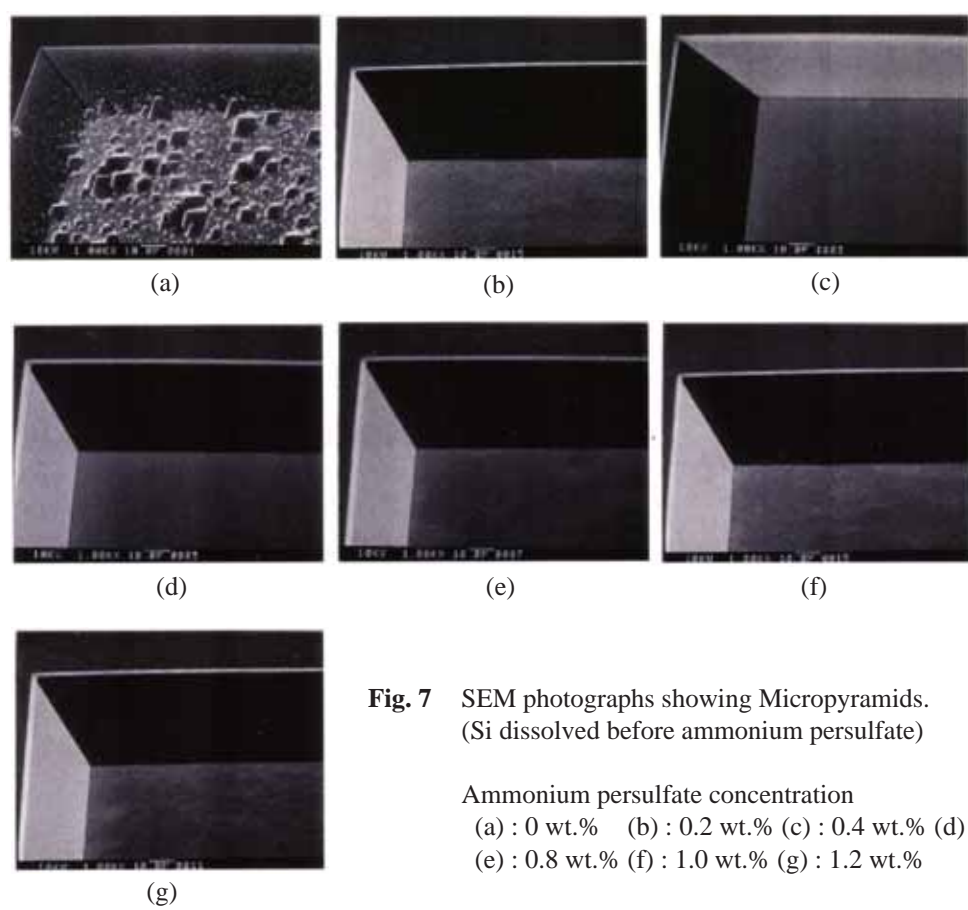 (a)
(b)
(c)
(d)
(e)
(f)
(g)
Fig. 7 SEM photographs showing Micropyramids.
(Si dissolved before ammonium persulfate)
Ammonium persulfate concentration
(a) : 0 wt.% (b) : 0.2 wt.% (c) : 0.4 wt.% (d)
(e) : 0.8 wt.% (f) : 1.0 wt.% (g) : 1.2 wt.%